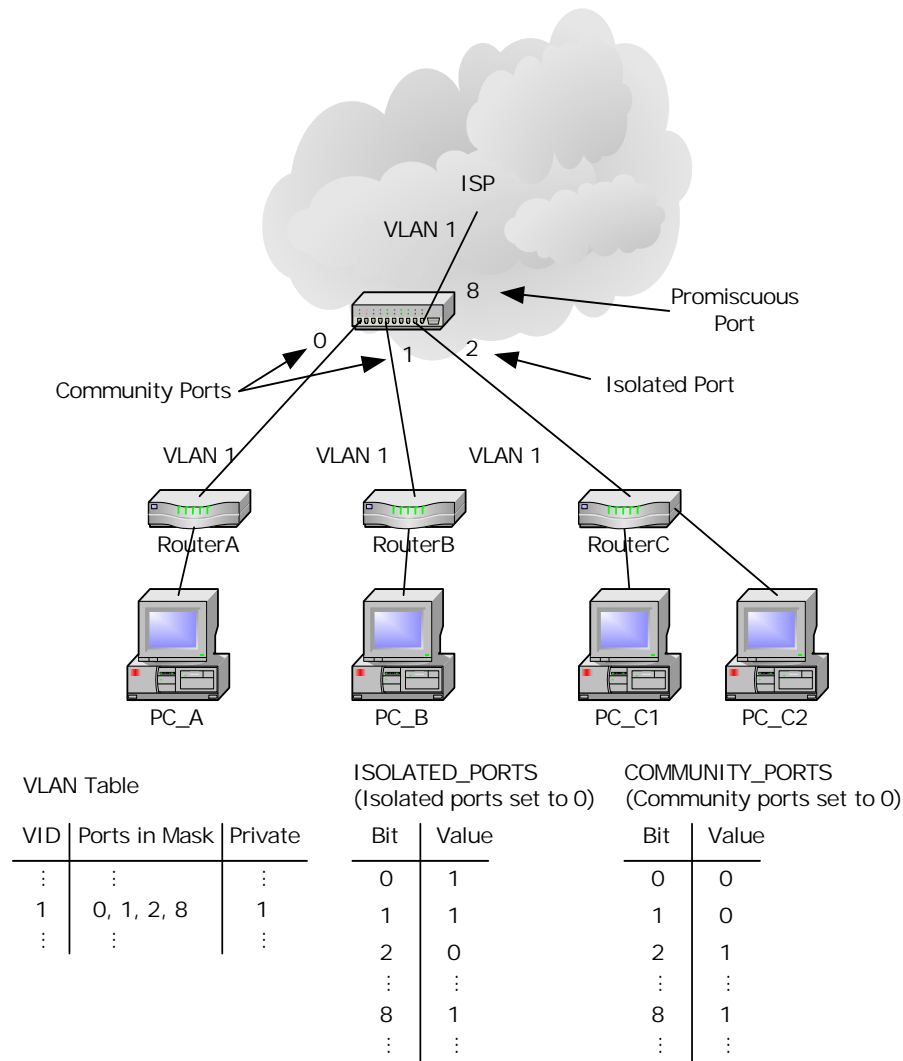 ISP
VLAN 1
8
Promiscuous
Port
0
1
2
Community Ports
Isolated Port
VLAN 1
VLAN 1
VLAN 1
RouterA
RouterB
RouterC
PC_A
PC_B
PC_C1
PC_C2
VLAN Table
VID Ports in Mask Private
⋮ ⋮ ⋮
1 0, 1, 2, 8 1
⋮ ⋮ ⋮
ISOLATED_PORTS
(Isolated ports set to 0)
Bit Value
0 1
1 1
2 0
⋮ ⋮
8 1
⋮ ⋮
COMMUNITY_PORTS
(Community ports set to 0)
Bit Value
0 0
1 0
2 1
⋮ ⋮
8 1
⋮ ⋮